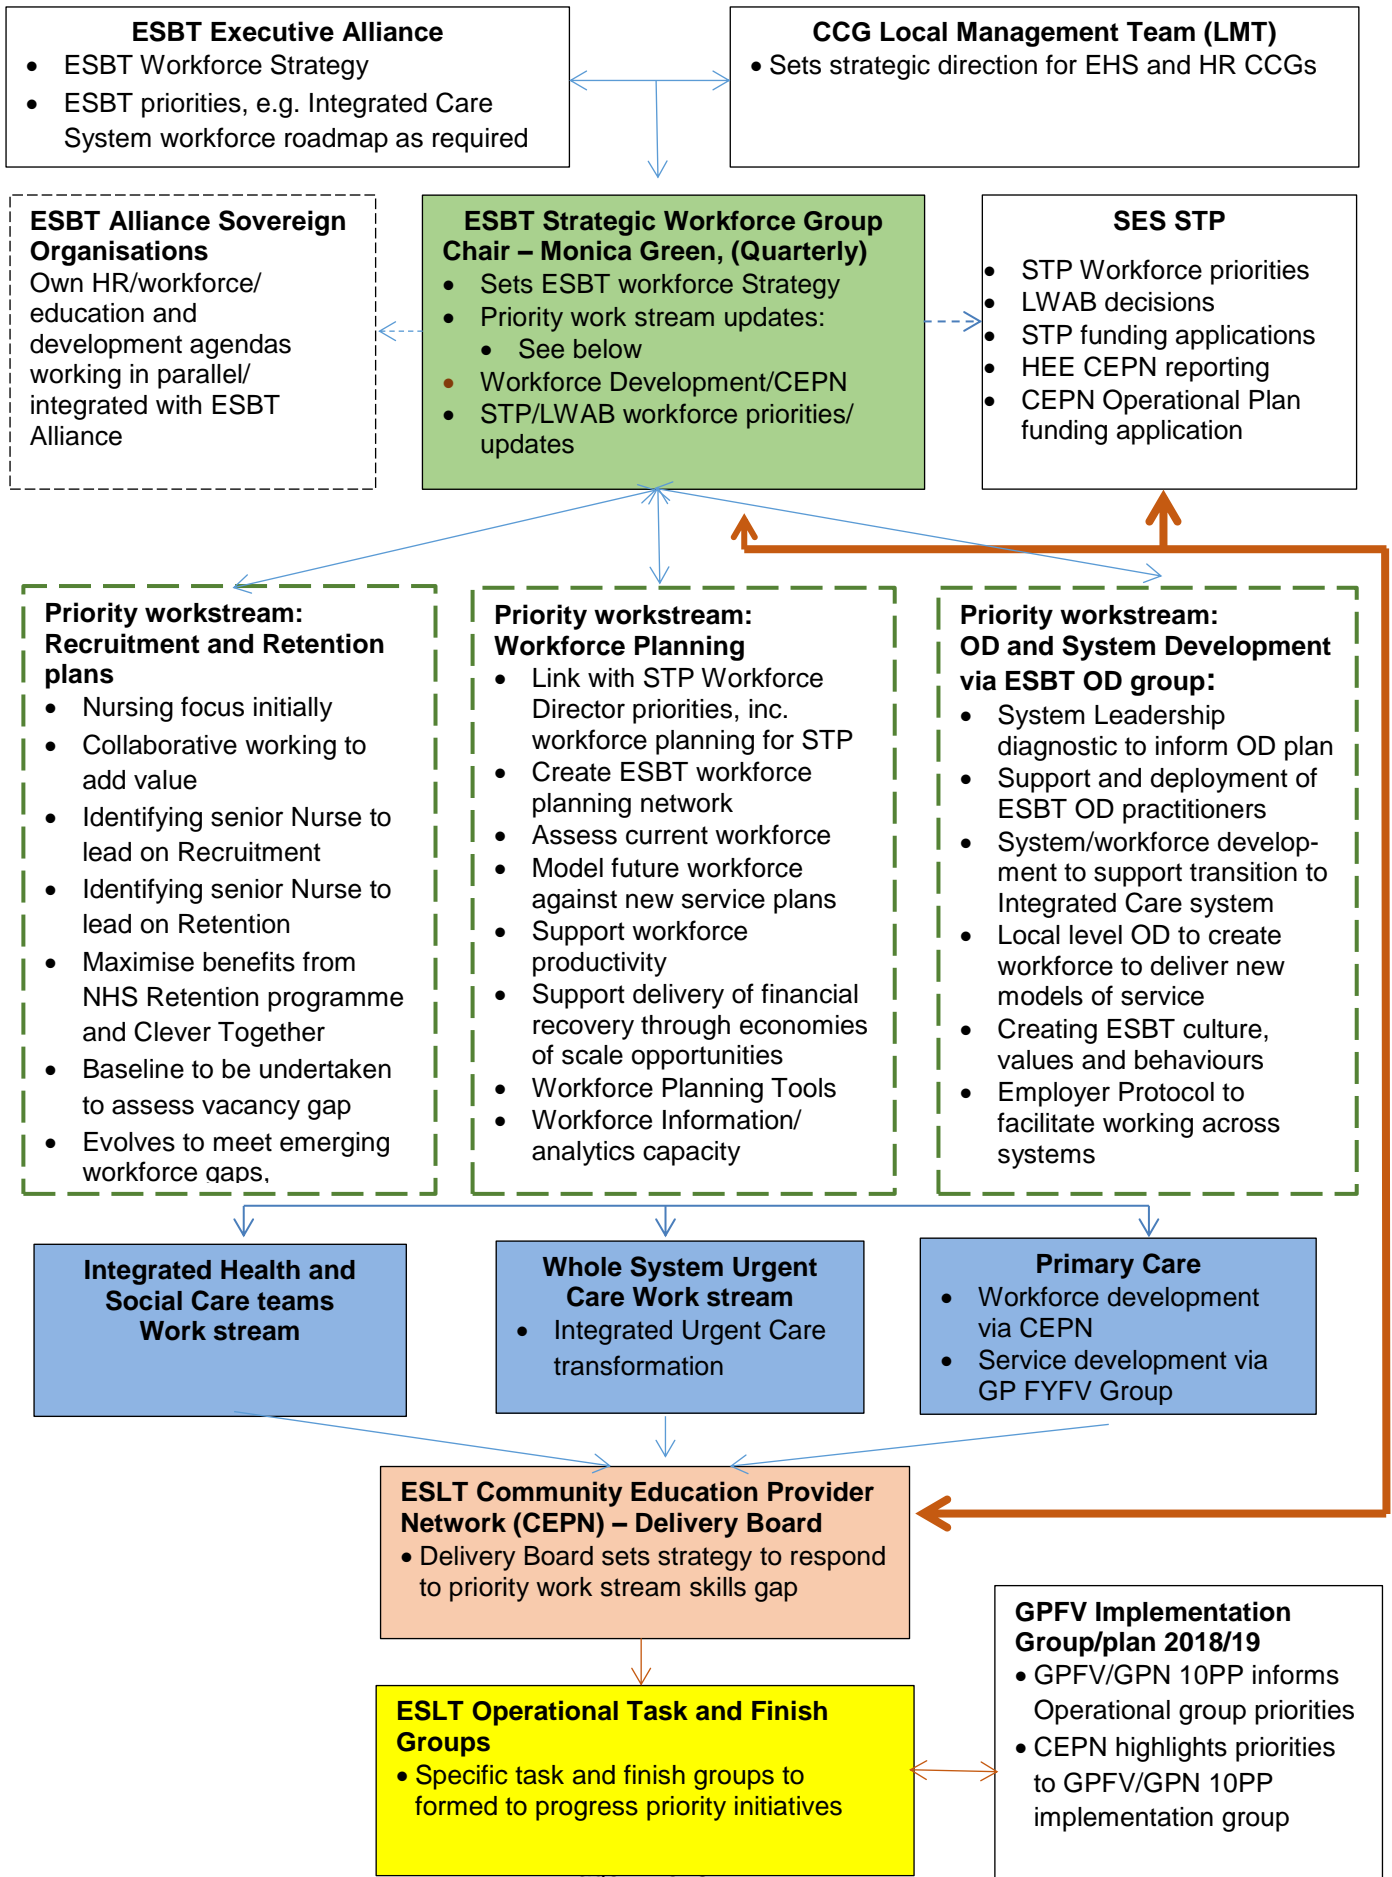 ESBT Executive Alliance
• ESBT Workforce Strategy
• ESBT priorities, e.g. Integrated Care
System workforce roadmap as required
CCG Local Management Team (LMT)
• Sets strategic direction for EHS and HR CCGs
ESBT Alliance Sovereign
Organisations
Own HR/workforce/
education and
development agendas
working in parallel/
integrated with ESBT
Alliance
ESBT Strategic Workforce Group
Chair – Monica Green, (Quarterly)
• Sets ESBT workforce Strategy
• Priority work stream updates:
• See below
• Workforce Development/CEPN
• STP/LWAB workforce priorities/
updates
SES STP
• STP Workforce priorities
• LWAB decisions
• STP funding applications
• HEE CEPN reporting
• CEPN Operational Plan
funding application
Priority workstream:
Recruitment and Retention
plans
• Nursing focus initially
• Collaborative working to
add value
• Identifying senior Nurse to
lead on Recruitment
• Identifying senior Nurse to
lead on Retention
• Maximise benefits from
NHS Retention programme
and Clever Together
• Baseline to be undertaken
to assess vacancy gap
• Evolves to meet emerging
workforce gaps,
Priority workstream:
Workforce Planning
• Link with STP Workforce
Director priorities, inc.
workforce planning for STP
• Create ESBT workforce
planning network
• Assess current workforce
• Model future workforce
against new service plans
• Support workforce
productivity
• Support delivery of financial
recovery through economies
of scale opportunities
• Workforce Planning Tools
• Workforce Information/
analytics capacity
Priority workstream:
OD and System Development
via ESBT OD group:
• System Leadership
diagnostic to inform OD plan
• Support and deployment of
ESBT OD practitioners
• System/workforce develop-
ment to support transition to
Integrated Care system
• Local level OD to create
workforce to deliver new
models of service
• Creating ESBT culture,
values and behaviours
• Employer Protocol to
facilitate working across
systems
Integrated Health and
Social Care teams
Work stream
Whole System Urgent
Care Work stream
• Integrated Urgent Care
transformation
Primary Care
• Workforce development
via CEPN
• Service development via
GP FYFV Group
ESLT Community Education Provider
Network (CEPN) – Delivery Board
• Delivery Board sets strategy to respond
to priority work stream skills gap
GPFV Implementation
Group/plan 2018/19
• GPFV/GPN 10PP informs
Operational group priorities
• CEPN highlights priorities
to GPFV/GPN 10PP
implementation group
ESLT Operational Task and Finish
Groups
• Specific task and finish groups to
formed to progress priority initiatives